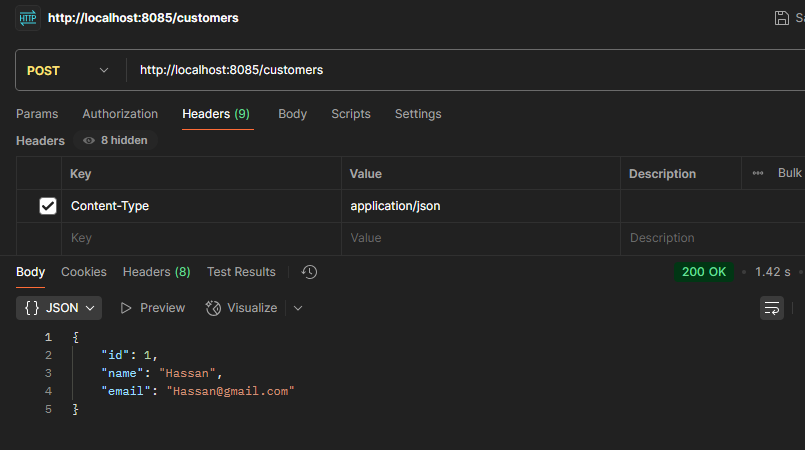 HTTP http://localhost:8085/customers
POST http://localhost:8085/customers
Params Authorization Headers (9) Body Scripts Settings
Headers 8 hidden
Key Value Description Bulk
Content-Type application/json
Key Value Description
Body Cookies Headers (8) Test Results 200 OK 1.42 s
{} JSON Preview Visualize
1 {
2 "id": 1,
3 "name": "Hassan",
4 "email": "Hassan@gmail.com"
5 }